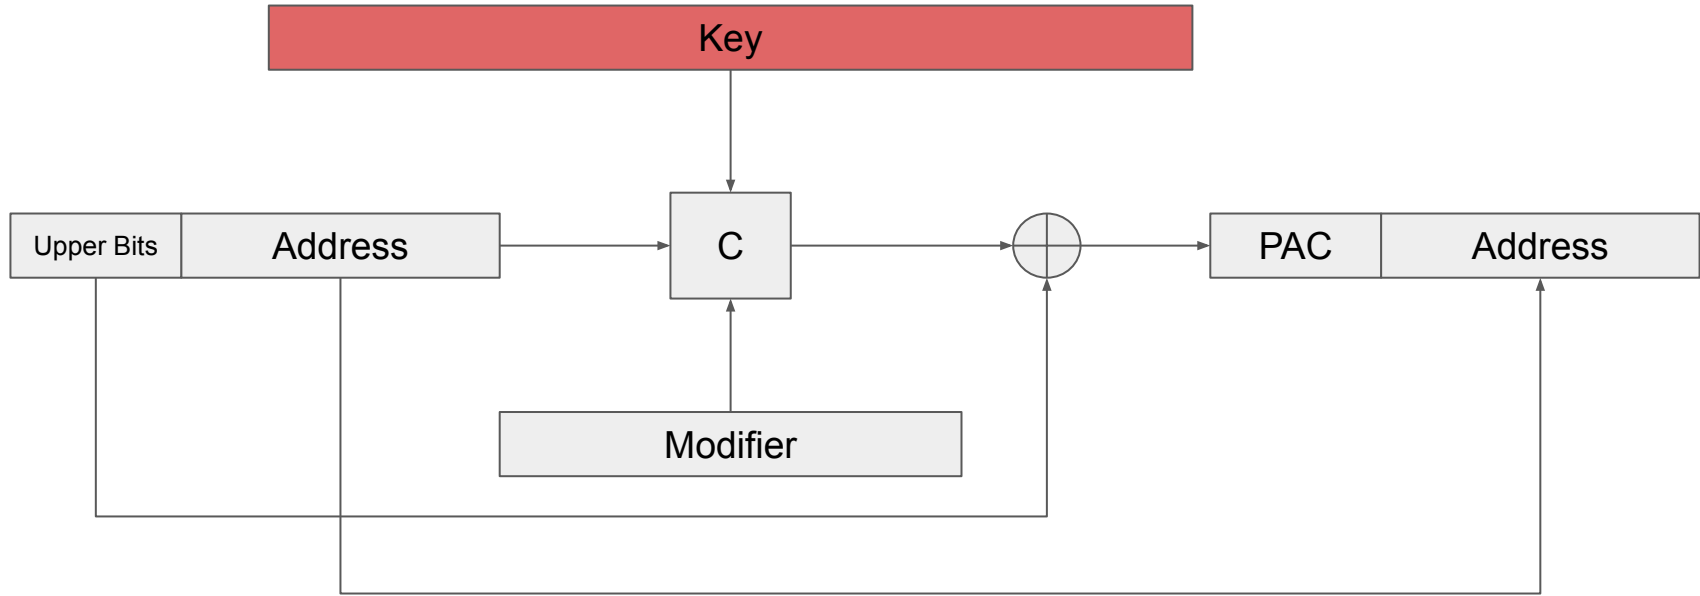 Key
Upper Bits
Address
C
PAC
Address
Modifier